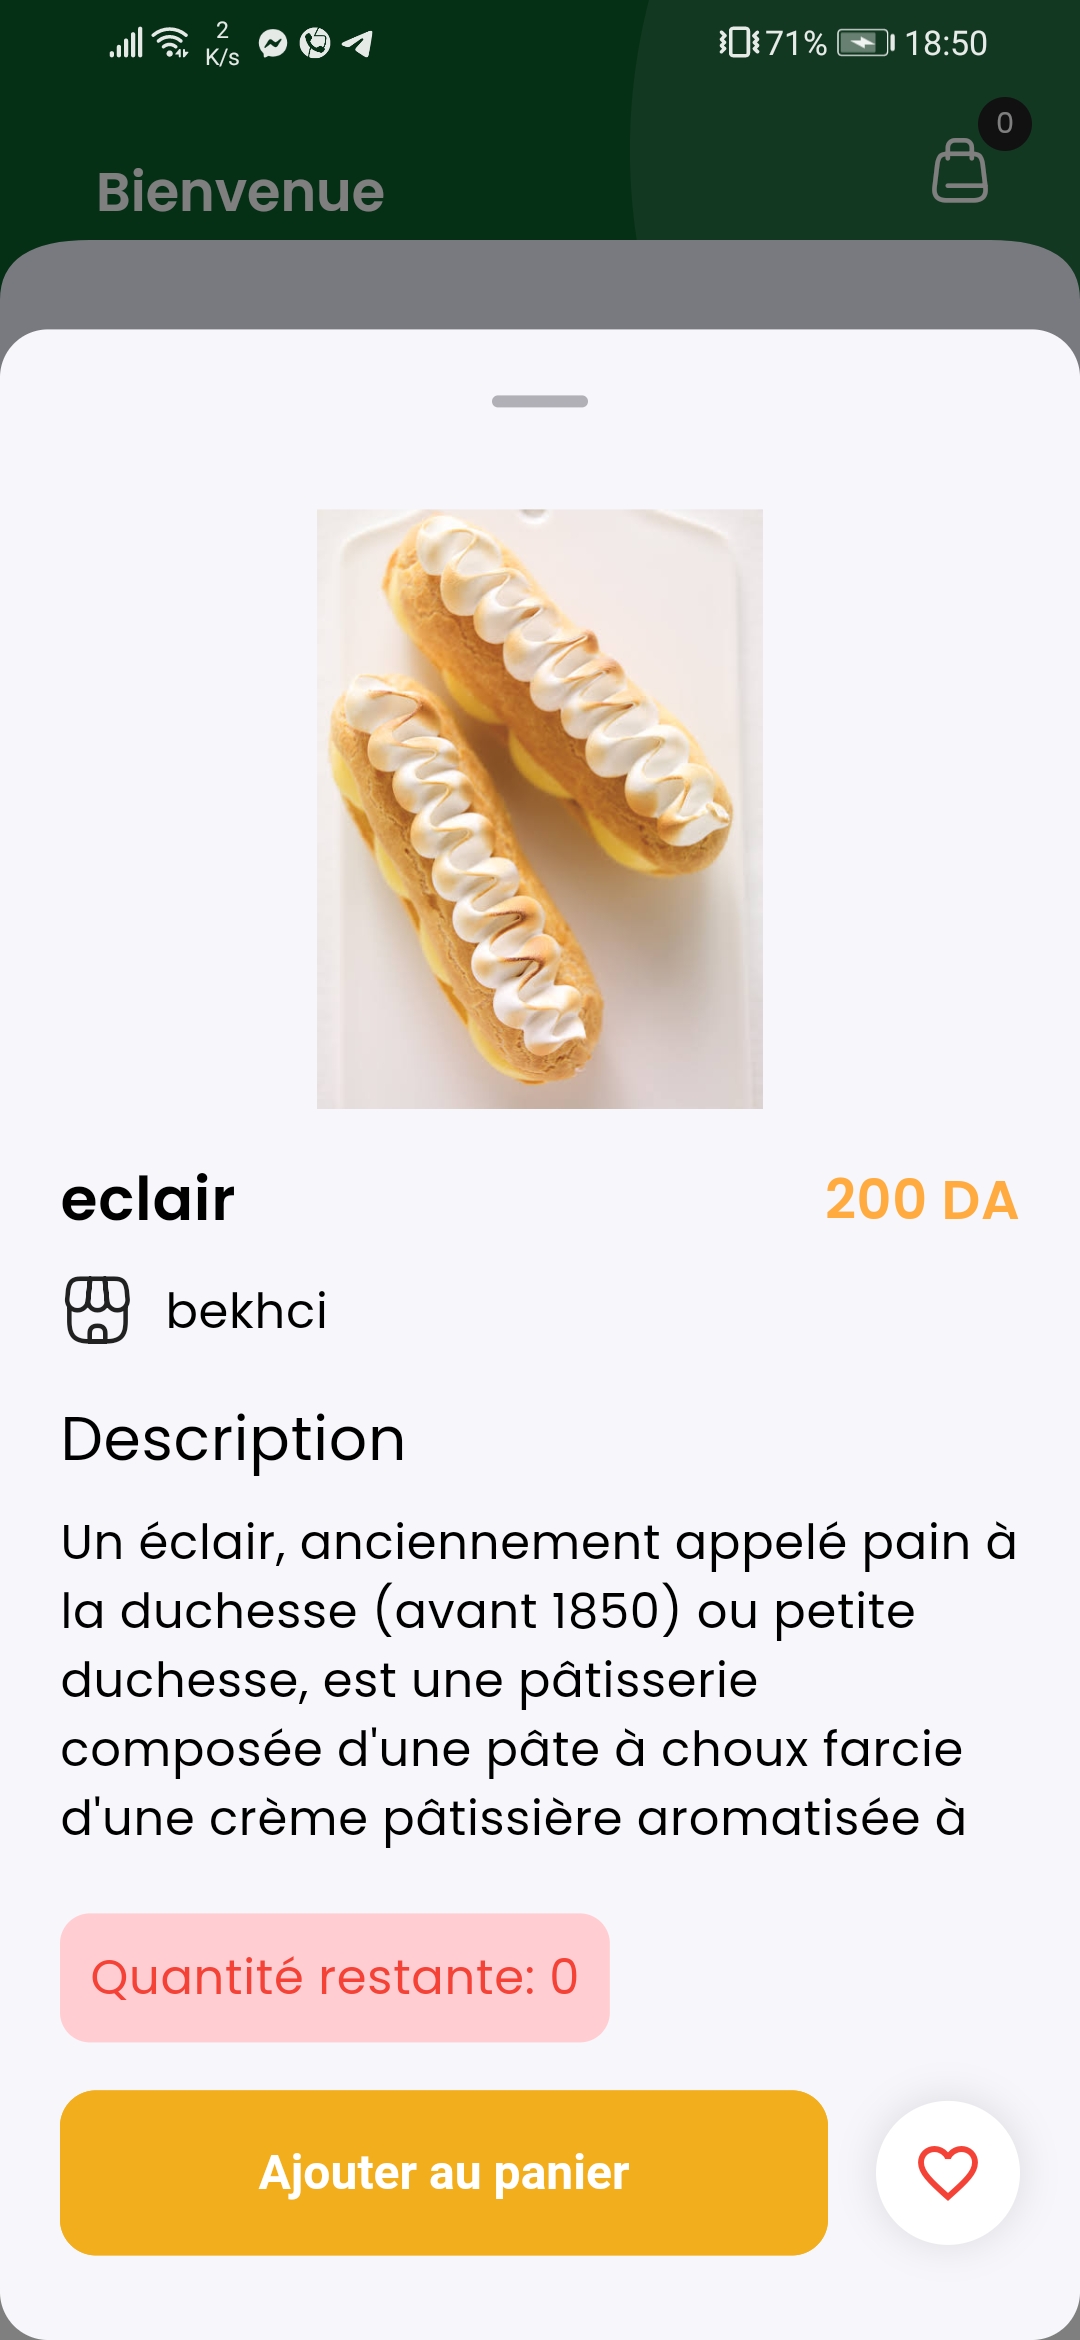 2
K/s
71%
18:50
0
Bienvenue
eclair
200 DA
bekhci
Description
Un éclair, anciennement appelé pain à
la duchesse (avant 1850) ou petite
duchesse, est une pâtisserie
composée d'une pâte à choux farcie
d'une crème pâtissière aromatisée à
Quantité restante: 0
Ajouter au panier